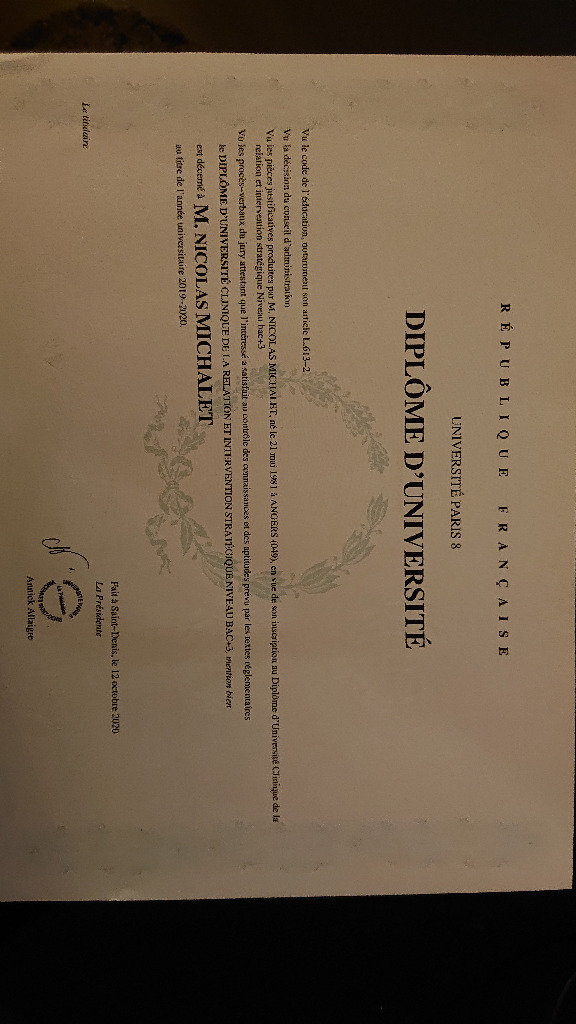 RÉPUBLIQUE FRANÇAISE
UNIVERSITÉ PARIS 8
DIPLÔME D'UNIVERSITÉ
Vu le code de l'éducation, notamment son article L.613-2
Vu la décision du conseil d'administration
Vu les pièces justificatives produites par M. NICOLAS MICHALET, né le 21 mai 1981 à ANGERS (049), en vue de son inscription au Diplôme d'Université Clinique de la
relation et intervention stratégique Niveau bac+3
Vu les procès-verbaux du jury attestant que l'intéressé a satisfait au contrôle des connaissances et des aptitudes prévu par les textes réglementaires
le DIPLÔME D'UNIVERSITÉ CLINIQUE DE LA RELATION ET INTERVENTION STRATÉGIQUE NIVEAU BAC+3, mention bien
est décerné à M. NICOLAS MICHALET
au titre de l'année universitaire 2019-2020.
Fait à Saint-Denis, le 12 octobre 2020
Le titulaire
La Présidente
Annick Allaigre